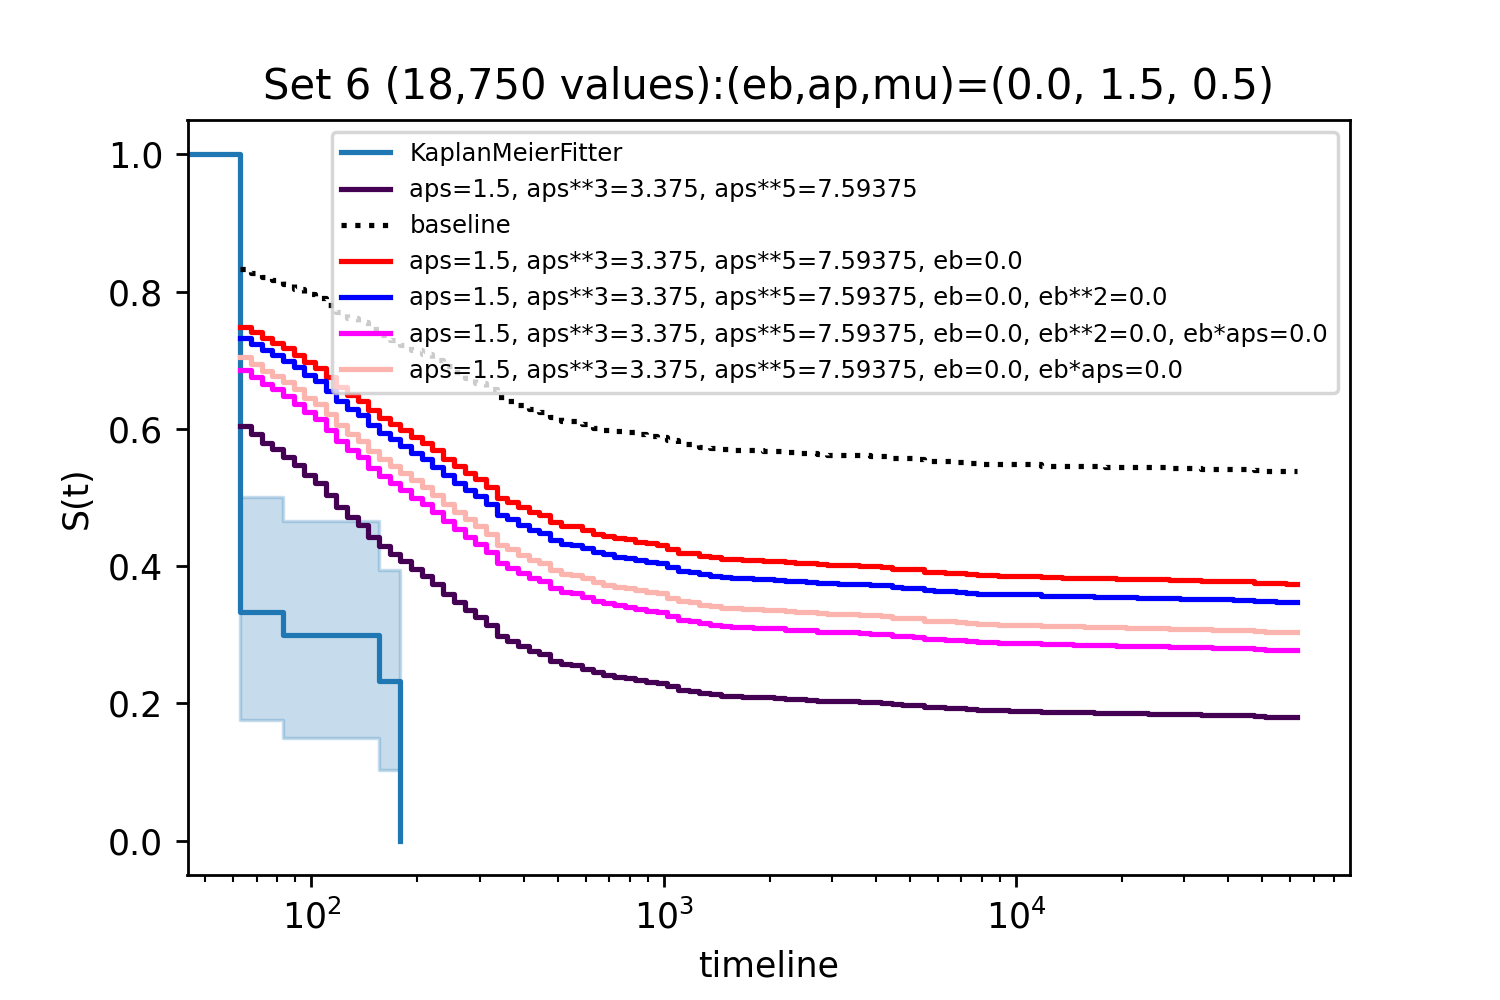 Set 6 (18,750 values):(eb,ap,mu)=(0.0, 1.5, 0.5)
KaplanMeierFitter
aps=1.5, aps**3=3.375, aps**5=7.59375
baseline
aps=1.5, aps**3=3.375, aps**5=7.59375, eb=0.0
aps=1.5, aps**3=3.375, aps**5=7.59375, eb=0.0, eb**2=0.0
aps=1.5, aps**3=3.375, aps**5=7.59375, eb=0.0, eb**2=0.0, eb*aps=0.0
aps=1.5, aps**3=3.375, aps**5=7.59375, eb=0.0, eb*aps=0.0
1.0
0.8
0.6
0.4
0.2
0.0
S(t)
10² 10³ 10⁴
timeline